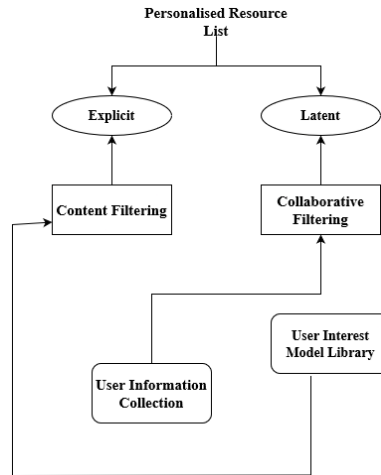 Personalised Resource
List
Explicit
Latent
Content Filtering
Collaborative
Filtering
User Interest
Model Library
User Information
Collection